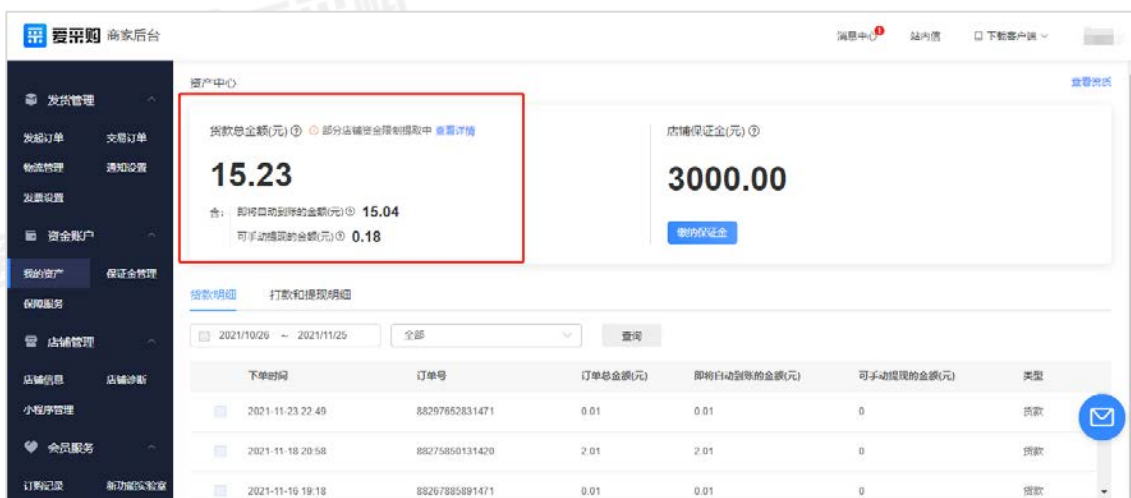 爱采购 商家后台
消息中心 站内信 下载客户端
发货管理
发起订单 交易订单
物流管理 通知设置
发票设置
资金账户
我的资产 保证金管理
保障服务
店铺管理
店铺信息 店铺诊断
小程序管理
会员服务
订购记录 新功能实验室
资产中心
查看资质
货款总金额(元) 部分店铺资金限制提取中 查看详情
15.23
含: 即将自动到账的金额(元) 15.04
可手动提现的金额(元) 0.18
店铺保证金(元)
3000.00
缴纳保证金
货款明细 打款和提现明细
2021/10/26 ~ 2021/11/25 全部 查询
下单时间 订单号 订单总金额(元) 即将自动到账的金额(元) 可手动提现的金额(元) 类型
2021-11-23 22:49 88297652831471 0.01 0.01 0 货款
2021-11-18 20:58 88275850131420 2.01 2.01 0 货款
2021-11-16 19:18 88267885891471 0.01 0.01 0 货款